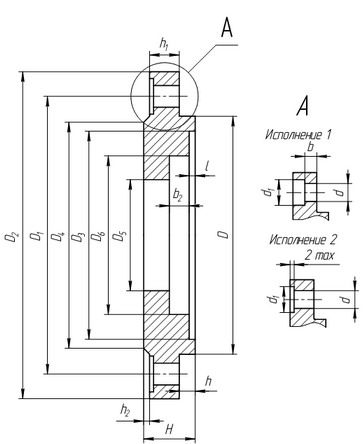 h₁
A
A
Исполнение 1
b
d₁
d
Исполнение 2
2 max
d₁
d
D₂
D₁
D₄
D₃
D₆
D₅
b₂
l
D
h₂
H
h